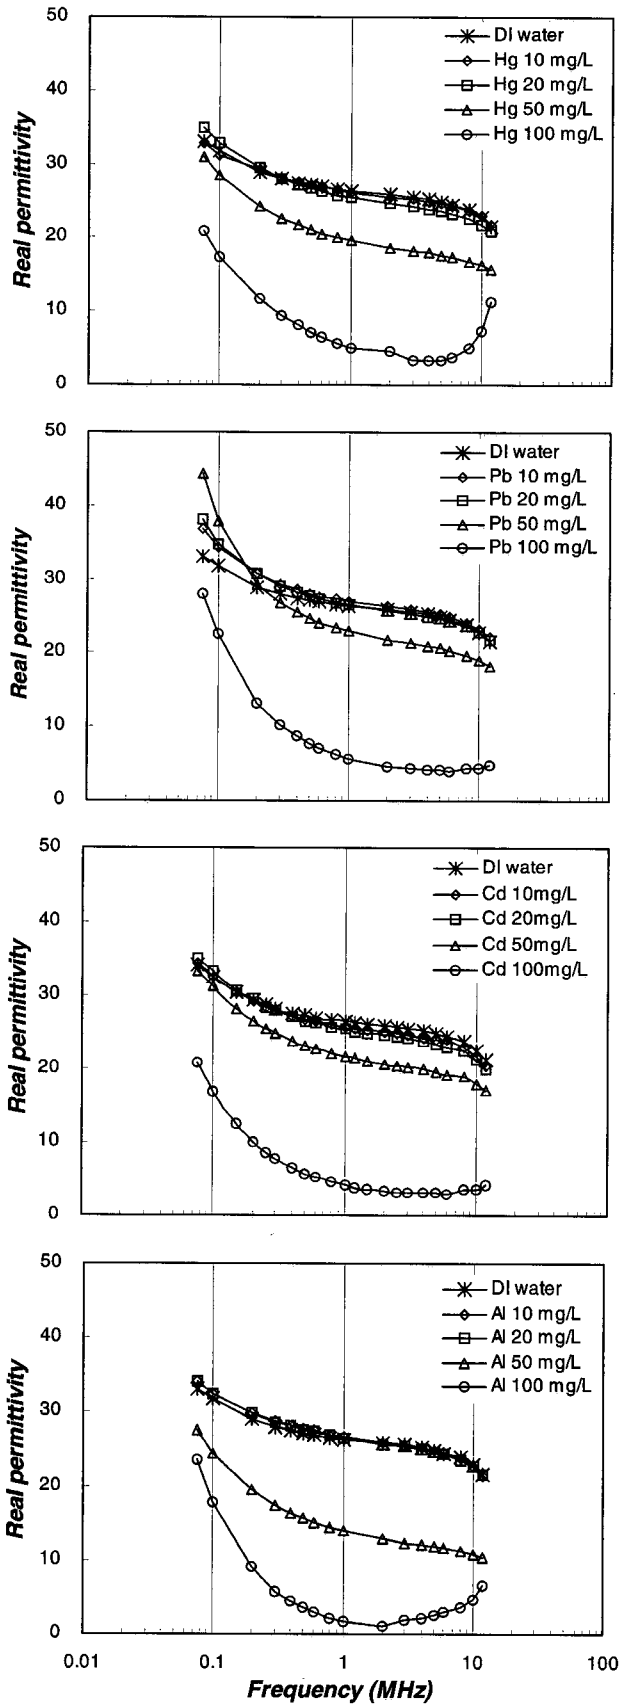 50
40
30
20
10
0
Real permittivity
DI water
Hg 10 mg/L
Hg 20 mg/L
Hg 50 mg/L
Hg 100 mg/L
50
40
30
20
10
0
Real permittivity
DI water
Pb 10 mg/L
Pb 20 mg/L
Pb 50 mg/L
Pb 100 mg/L
50
40
30
20
10
0
Real permittivity
DI water
Cd 10mg/L
Cd 20mg/L
Cd 50mg/L
Cd 100mg/L
50
40
30
20
10
0
Real permittivity
DI water
Al 10 mg/L
Al 20 mg/L
Al 50 mg/L
Al 100 mg/L
0.01 0.1 1 10 100
Frequency (MHz)